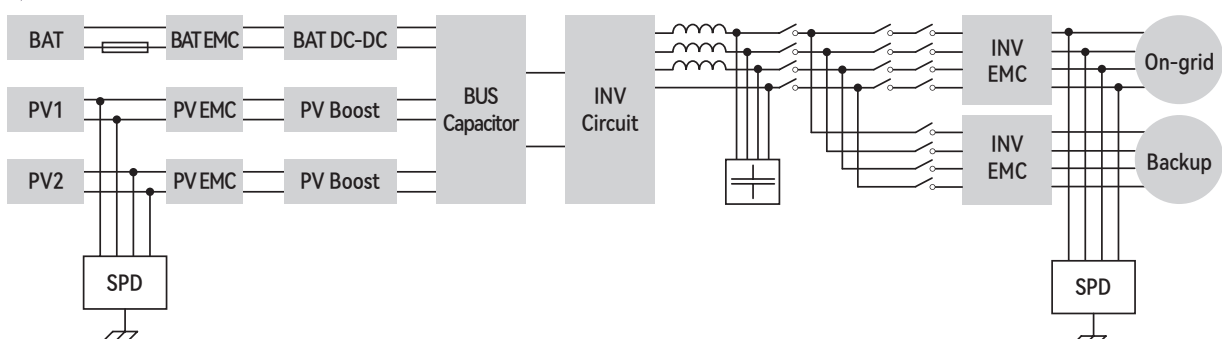 BAT
BAT EMC
BAT DC-DC
PV1
PV EMC
PV Boost
PV2
PV EMC
PV Boost
SPD
BUS
Capacitor
INV
Circuit
INV
EMC
On-grid
INV
EMC
Backup
SPD